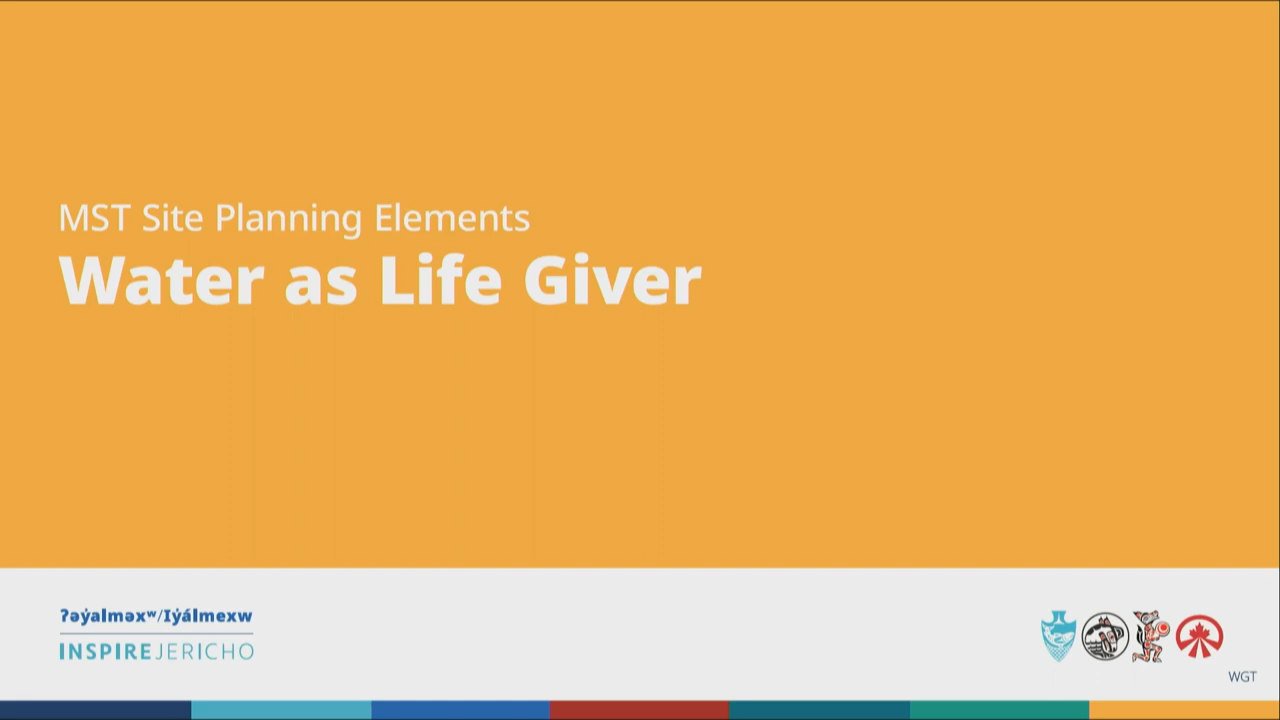 MST Site Planning Elements
Water as Life Giver
ʔəy̓alməxʷ/Iy̓álmexw
INSPIREJERICHO
WGT